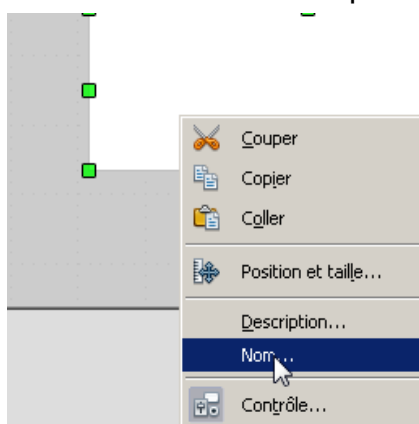 Couper
Copier
Coller
Position et taille...
Description...
Nom...
Contrôle...